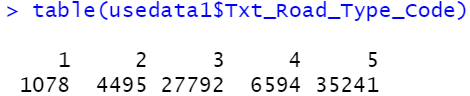 > table(usedata1$Txt_Road_Type_Code)
1 2 3 4 5
1078 4495 27792 6594 35241